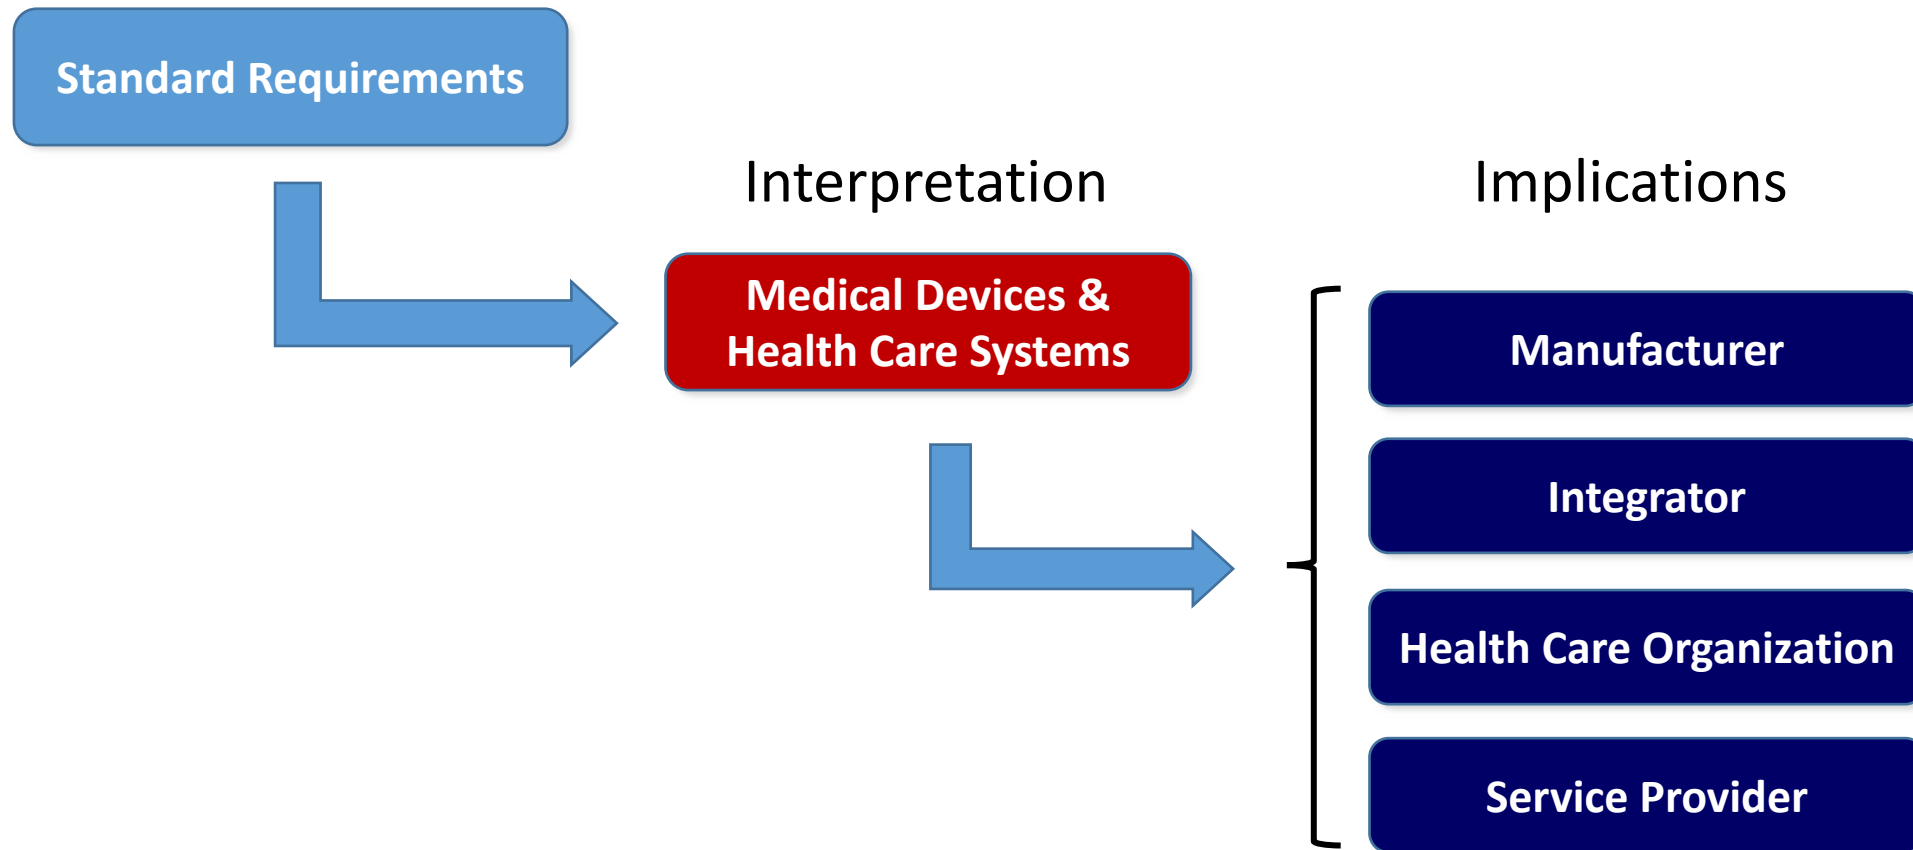 Standard Requirements
Interpretation
Medical Devices &
Health Care Systems
Implications
Manufacturer
Integrator
Health Care Organization
Service Provider